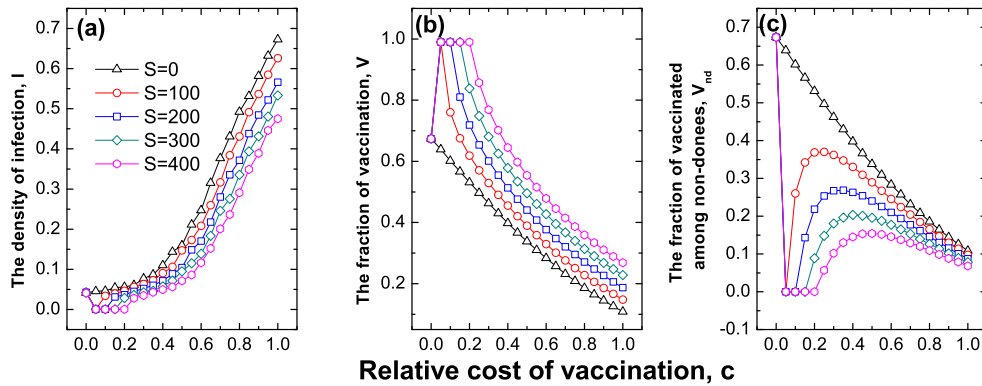 (a)
The density of infection, I
0.7
0.6
0.5
0.4
0.3
0.2
0.1
0.0
S=0
S=100
S=200
S=300
S=400
0.0 0.2 0.4 0.6 0.8 1.0
(b)
The fraction of vaccination, V
1.0
0.8
0.6
0.4
0.2
0.0 0.2 0.4 0.6 0.8 1.0
(c)
The fraction of vaccinated
among non-donees, Vnd
0.7
0.6
0.5
0.4
0.3
0.2
0.1
0.0
-0.1
0.0 0.2 0.4 0.6 0.8 1.0
Relative cost of vaccination, c